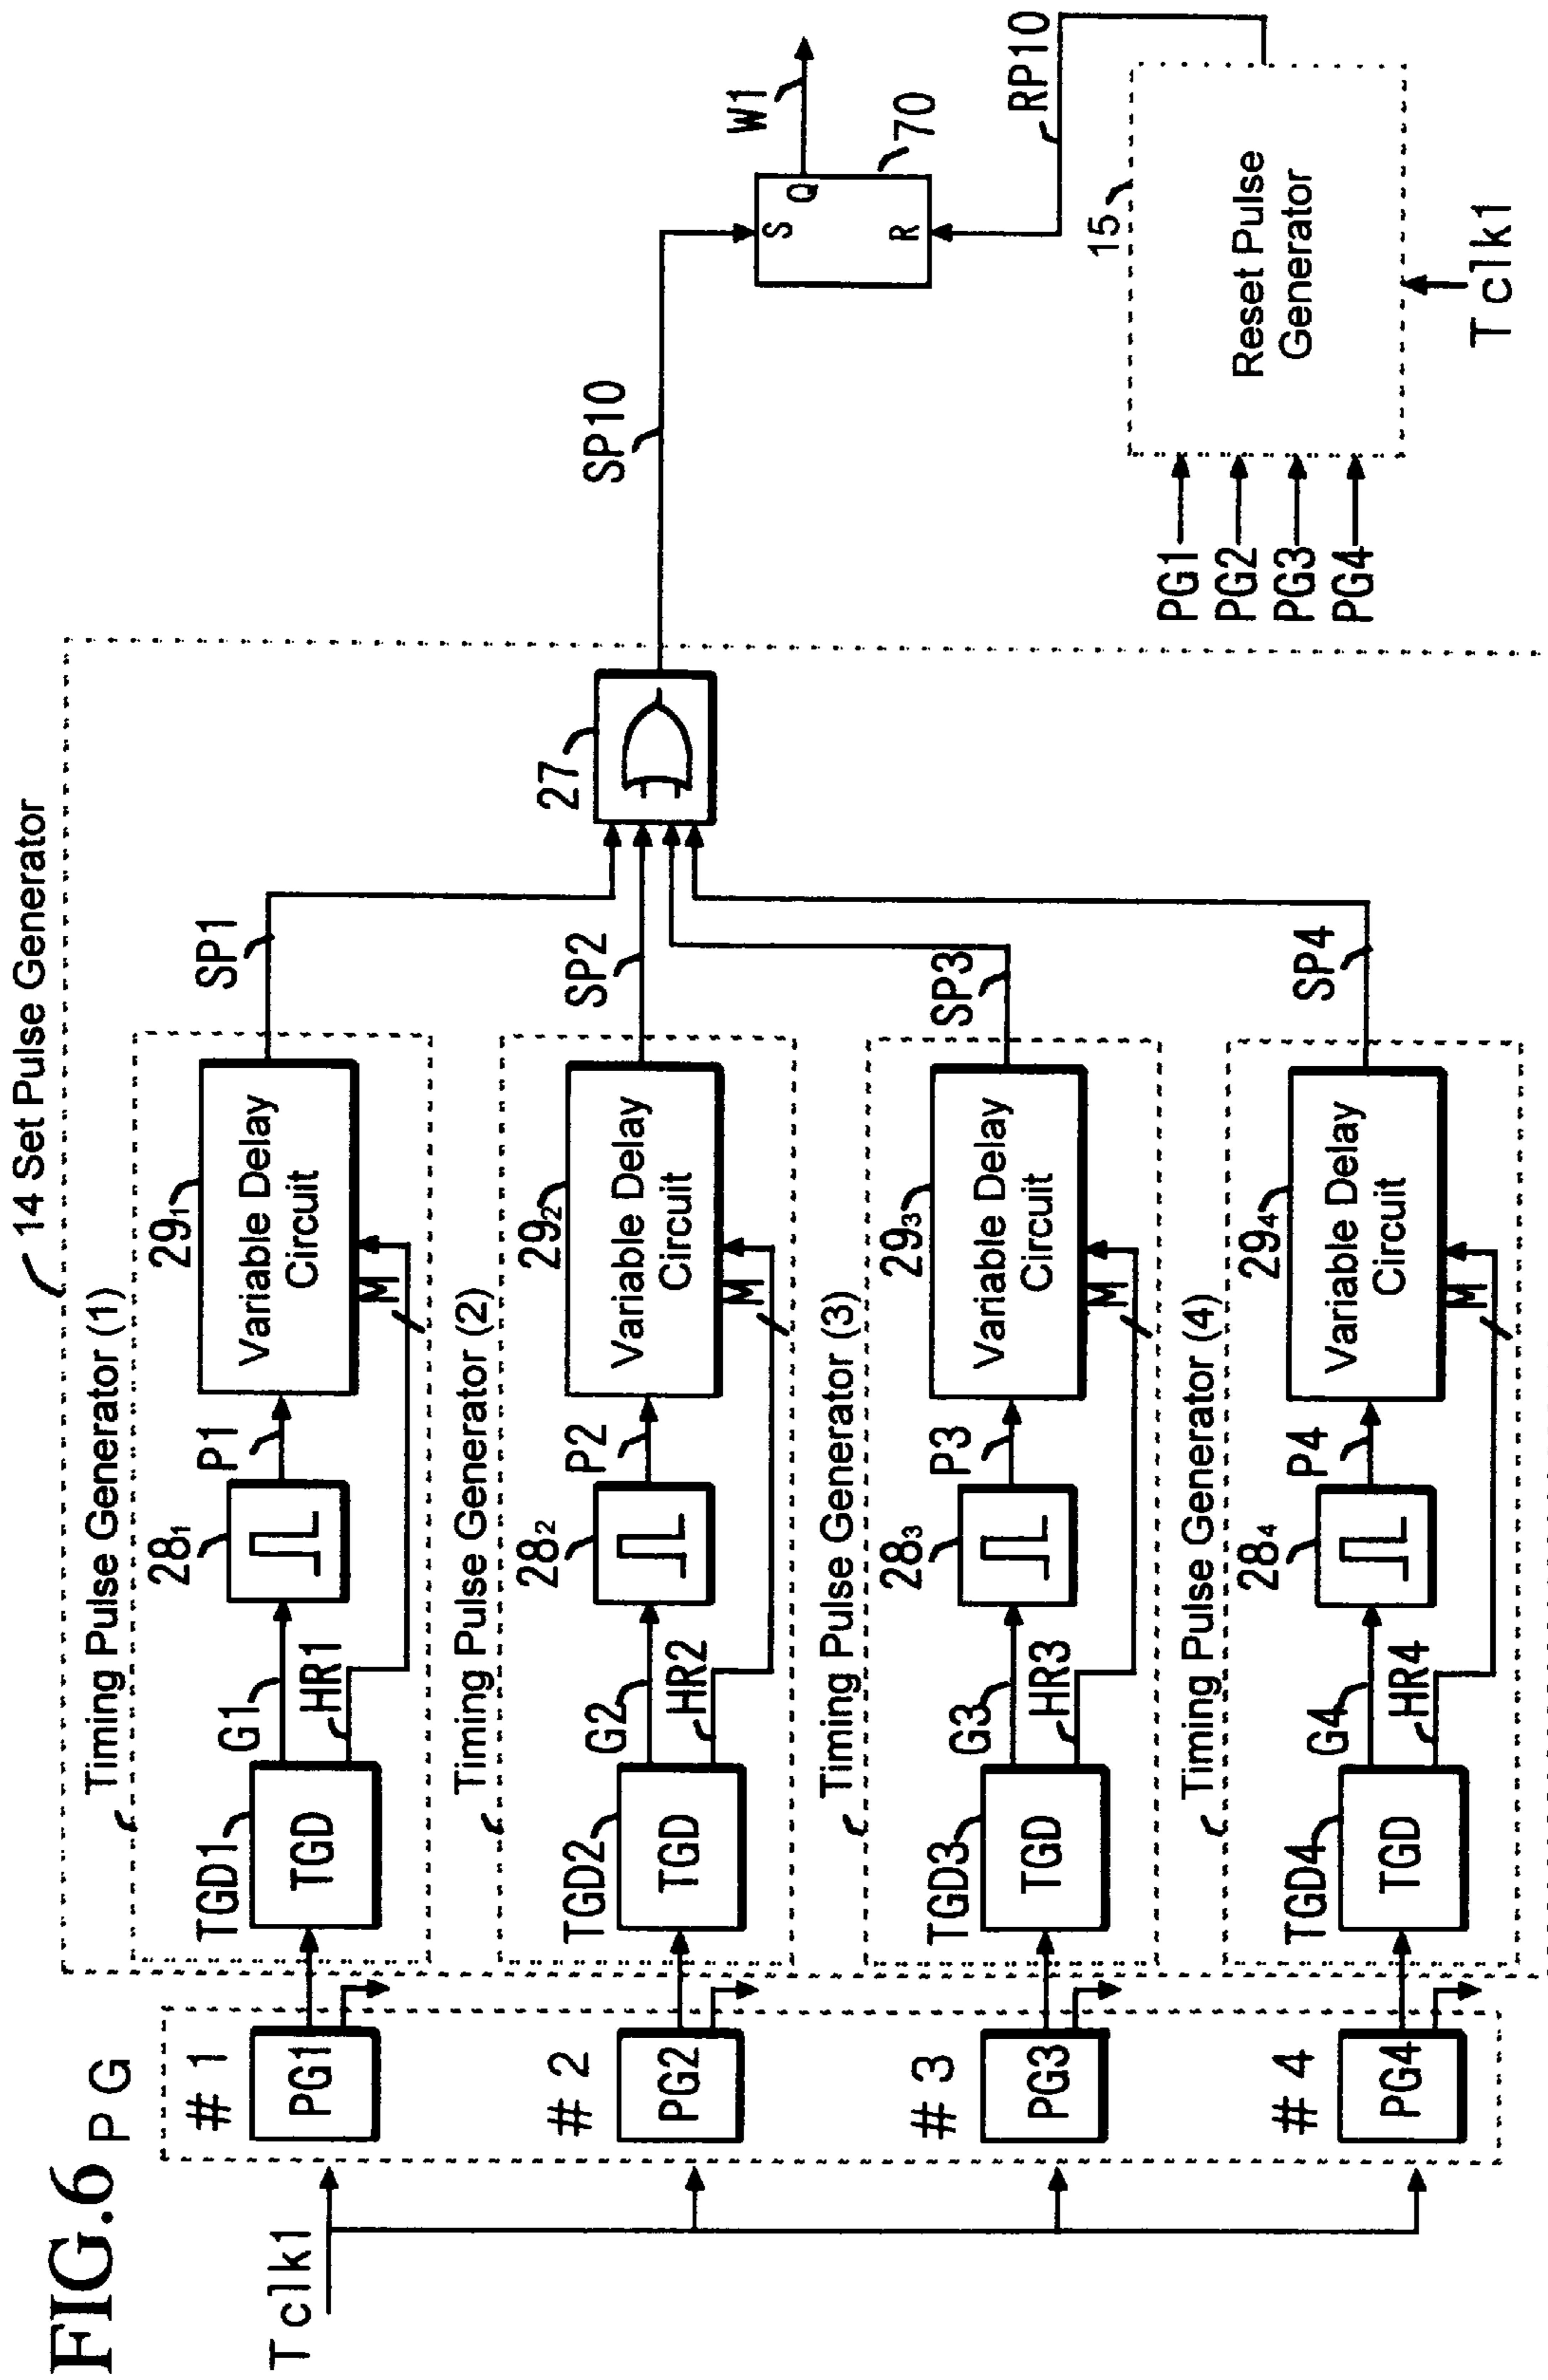 FIG.6
PG
14 Set Pulse Generator
Tclk1
#1
PG1
Timing Pulse Generator (1)
TGD1
TGD
G1
HR1
28₁
P1
29₁
Variable Delay
Circuit
M
SP1
#2
PG2
Timing Pulse Generator (2)
TGD2
TGD
G2
HR2
28₂
P2
29₂
Variable Delay
Circuit
M
SP2
#3
PG3
Timing Pulse Generator (3)
TGD3
TGD
G3
HR3
28₃
P3
29₃
Variable Delay
Circuit
M
SP3
#4
PG4
Timing Pulse Generator (4)
TGD4
TGD
G4
HR4
28₄
P4
29₄
Variable Delay
Circuit
M
SP4
27
SP10
S
Q
R
W1
70
RP10
15
Reset Pulse
Generator
PG1
PG2
PG3
PG4
Tclk1